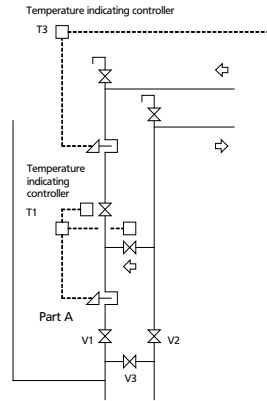 Temperature indicating controller
T3
Temperature
indicating
controller
T1
Part A
V1
V2
V3